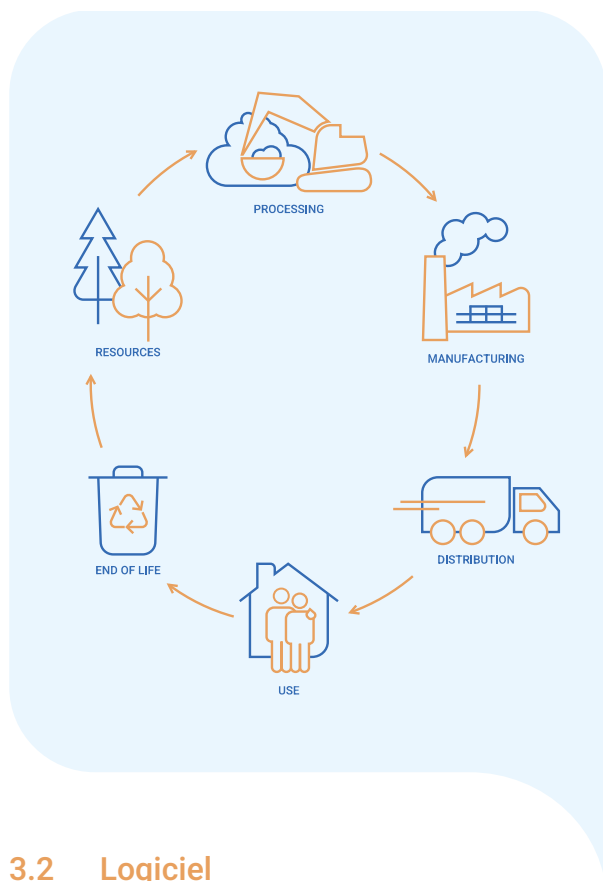 PROCESSING
RESOURCES
MANUFACTURING
END OF LIFE
DISTRIBUTION
USE
3.2 Logiciel